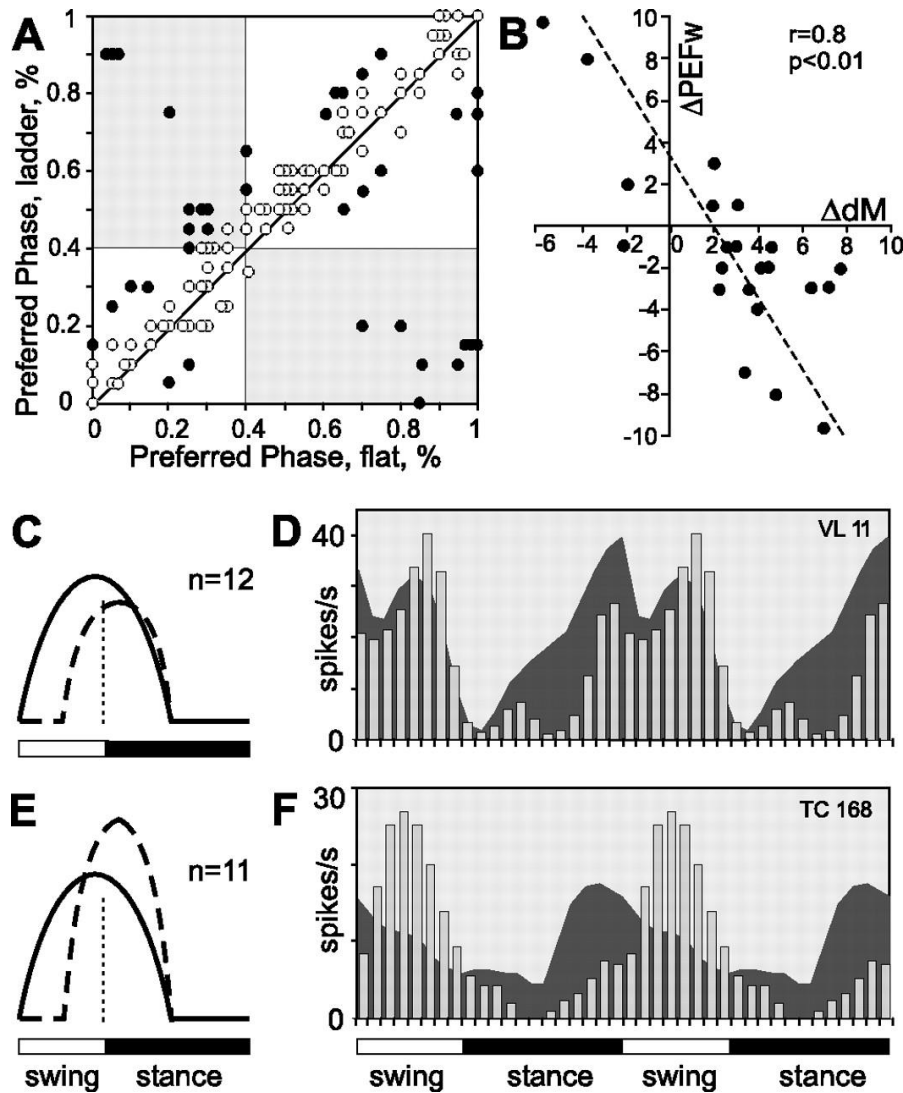 A
Preferred Phase, ladder, %
1
0.8
0.6
0.4
0.2
0
0 0.2 0.4 0.6 0.8 1
Preferred Phase, flat, %
B
ΔPEFw
r=0.8
p<0.01
10
8
6
4
2
ΔdM
-6 -4 -2 0 2 4 6 8 10
-2
-4
-6
-8
-10
C
n=12
D
VL 11
spikes/s
40
0
E
n=11
F
TC 168
spikes/s
30
0
swing stance
swing stance swing stance